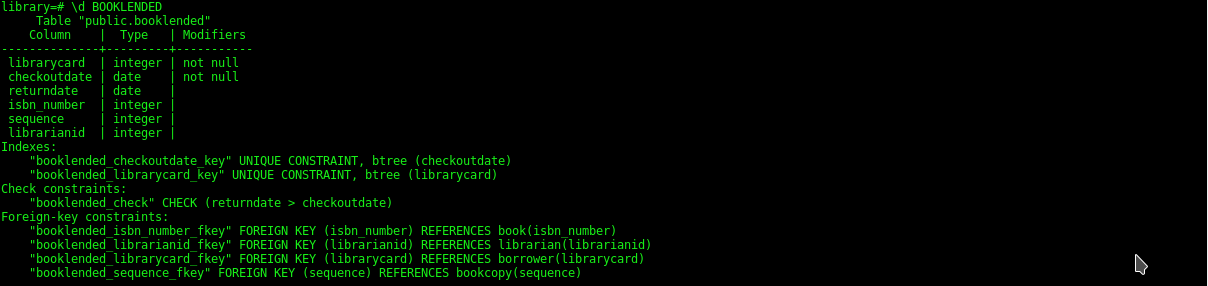 library=# \d BOOKLENDED
Table "public.booklended"
Column | Type | Modifiers
--------------+---------+-----------
librarycard | integer | not null
checkoutdate | date | not null
returndate | date |
isbn_number | integer |
sequence | integer |
librarianid | integer |
Indexes:
"booklended_checkoutdate_key" UNIQUE CONSTRAINT, btree (checkoutdate)
"booklended_librarycard_key" UNIQUE CONSTRAINT, btree (librarycard)
Check constraints:
"booklended_check" CHECK (returndate > checkoutdate)
Foreign-key constraints:
"booklended_isbn_number_fkey" FOREIGN KEY (isbn_number) REFERENCES book(isbn_number)
"booklended_librarianid_fkey" FOREIGN KEY (librarianid) REFERENCES librarian(librarianid)
"booklended_librarycard_fkey" FOREIGN KEY (librarycard) REFERENCES borrower(librarycard)
"booklended_sequence_fkey" FOREIGN KEY (sequence) REFERENCES bookcopy(sequence)